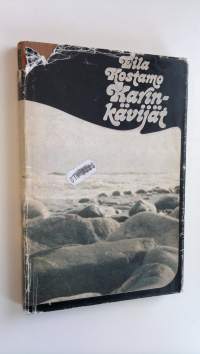 Eila
Kostamo
Karin-
kävijät